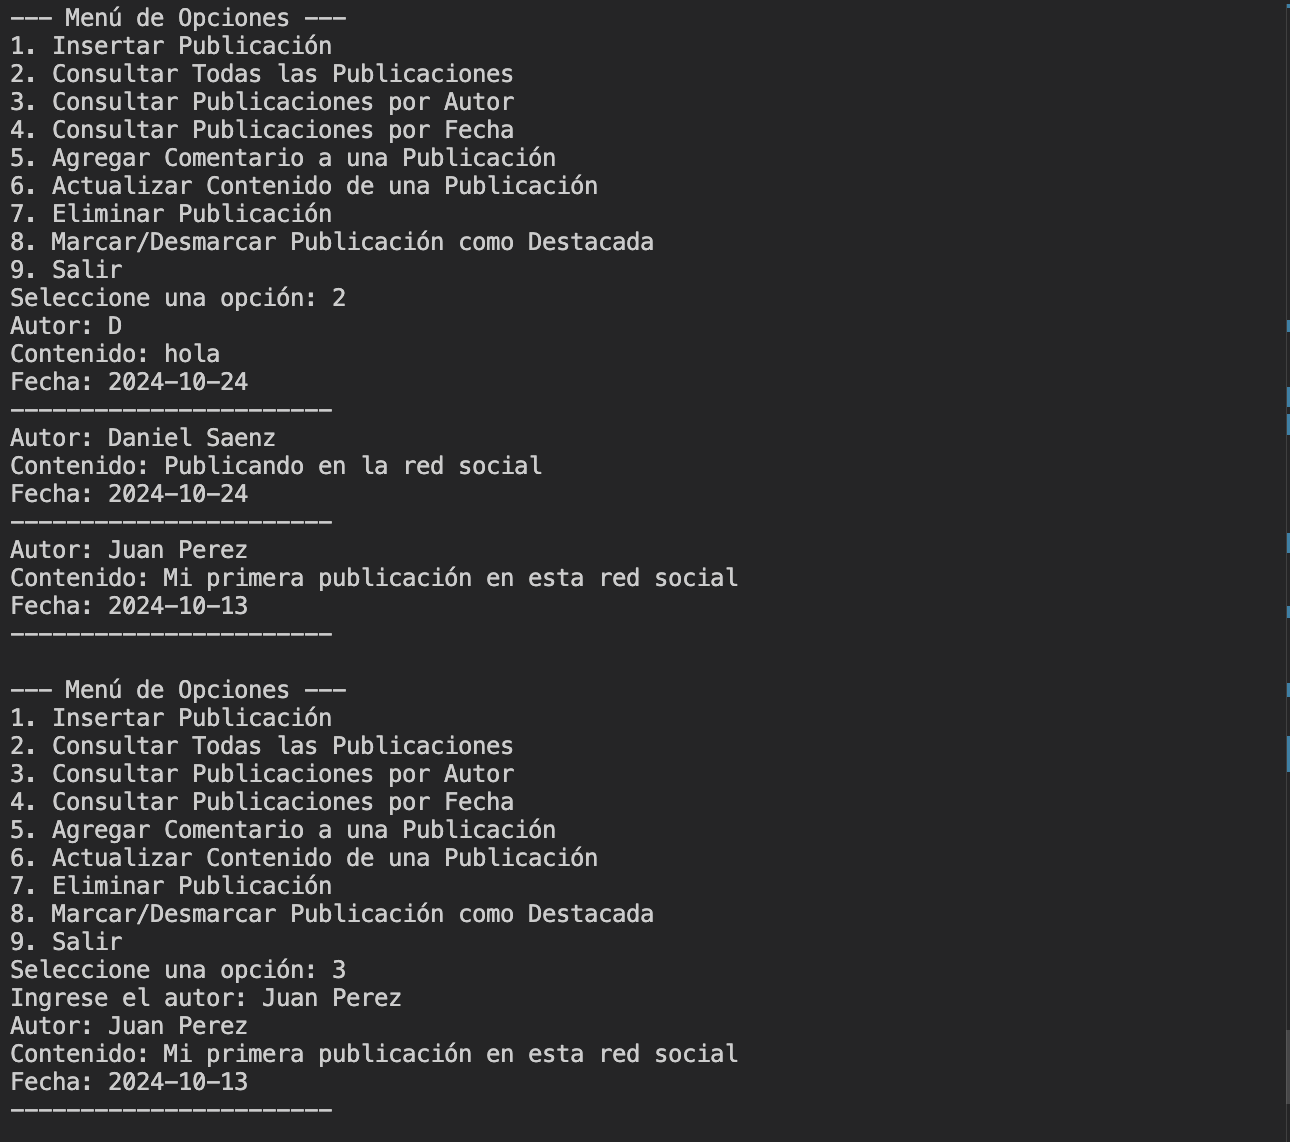 --- Menú de Opciones ---
1. Insertar Publicación
2. Consultar Todas las Publicaciones
3. Consultar Publicaciones por Autor
4. Consultar Publicaciones por Fecha
5. Agregar Comentario a una Publicación
6. Actualizar Contenido de una Publicación
7. Eliminar Publicación
8. Marcar/Desmarcar Publicación como Destacada
9. Salir
Seleccione una opción: 2
Autor: D
Contenido: hola
Fecha: 2024-10-24
-----------------------
Autor: Daniel Saenz
Contenido: Publicando en la red social
Fecha: 2024-10-24
-----------------------
Autor: Juan Perez
Contenido: Mi primera publicación en esta red social
Fecha: 2024-10-13
-----------------------
--- Menú de Opciones ---
1. Insertar Publicación
2. Consultar Todas las Publicaciones
3. Consultar Publicaciones por Autor
4. Consultar Publicaciones por Fecha
5. Agregar Comentario a una Publicación
6. Actualizar Contenido de una Publicación
7. Eliminar Publicación
8. Marcar/Desmarcar Publicación como Destacada
9. Salir
Seleccione una opción: 3
Ingrese el autor: Juan Perez
Autor: Juan Perez
Contenido: Mi primera publicación en esta red social
Fecha: 2024-10-13
-----------------------